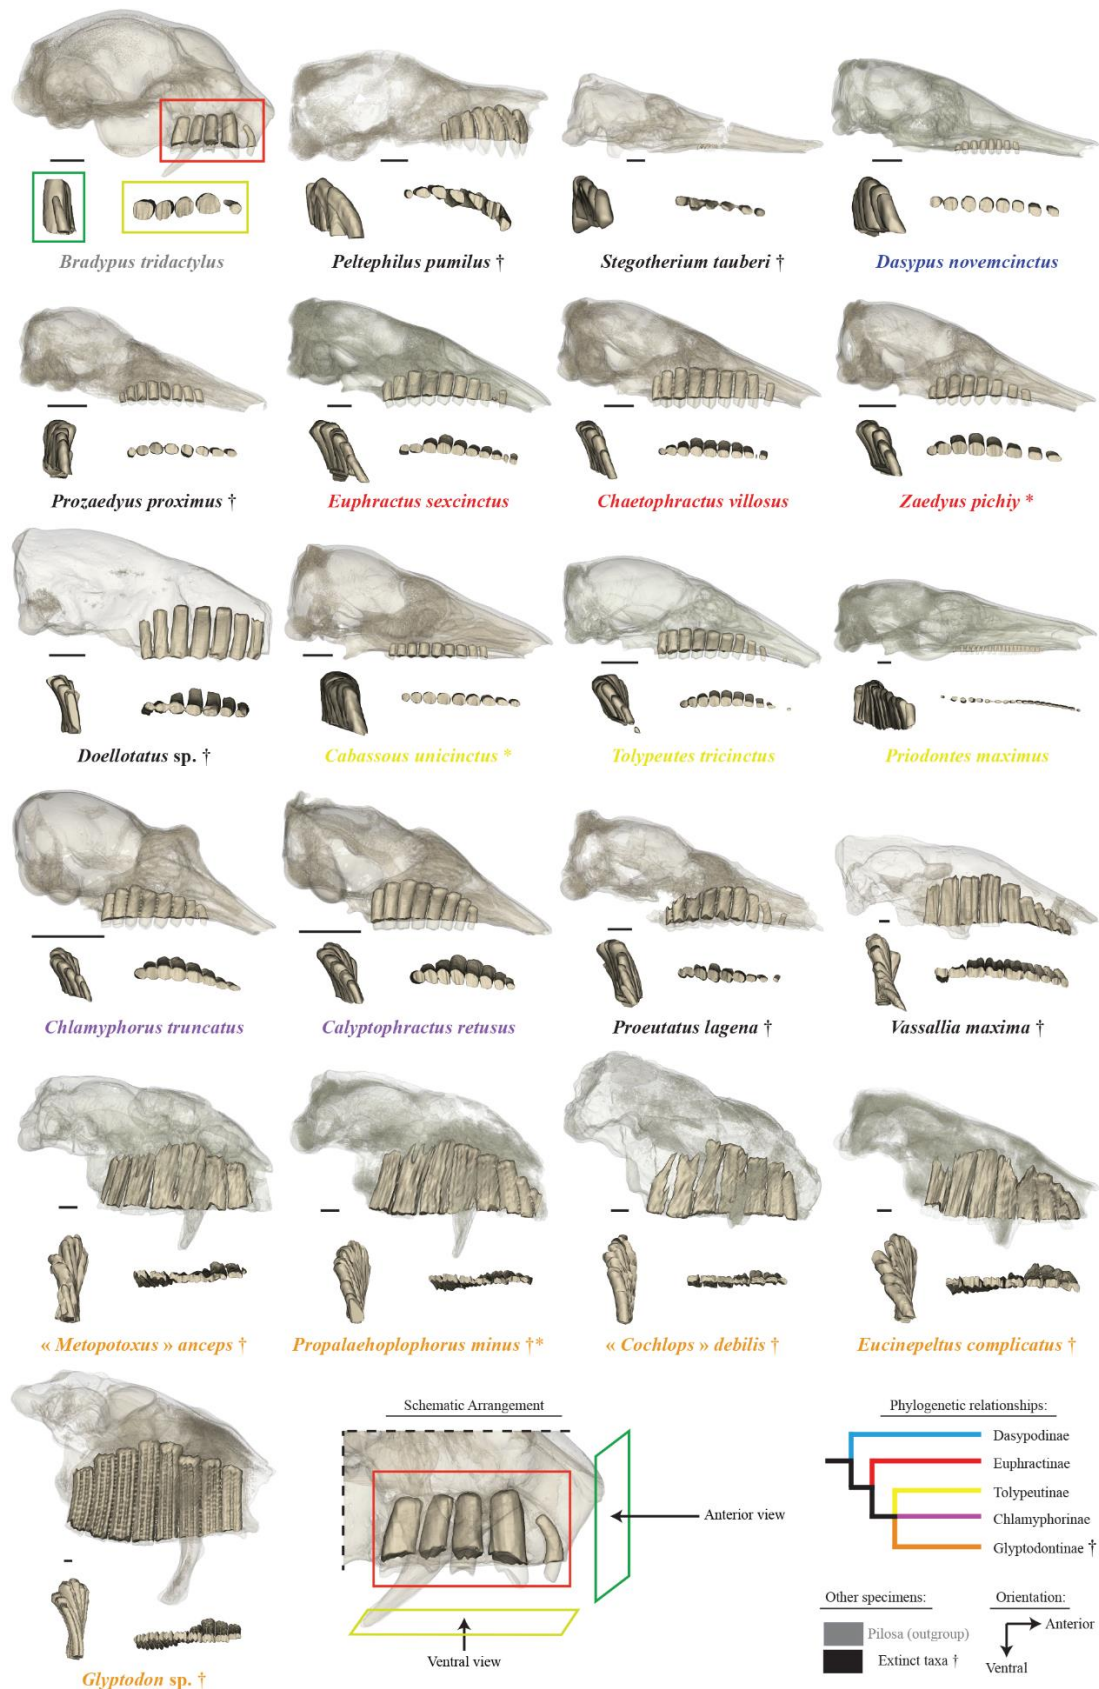 Bradypus tridactylus
Peltephilus pumilus †
Stegotherium tauberi †
Dasypus novemcinctus
Prozaedyus proximus †
Euphractus sexcinctus
Chaetophractus villosus
Zaedyus pichiy *
Doellotatus sp. †
Cabassous unicinctus *
Tolypeutes tricinctus
Priodontes maximus
Chlamyphorus truncatus
Calyptophractus retusus
Proeutatus lagena †
Vassallia maxima †
« Metopotoxus » anceps †
Propalaehoplophorus minus †*
« Cochlops » debilis †
Eucinepeltus complicatus †
Glyptodon sp. †
Schematic Arrangement
Anterior view
Ventral view
Phylogenetic relationships:
Dasypodinae
Euphractinae
Tolypeutinae
Chlamyphorinae
Glyptodontinae †
Other specimens:
Pilosa (outgroup)
Extinct taxa †
Orientation:
Anterior
Ventral